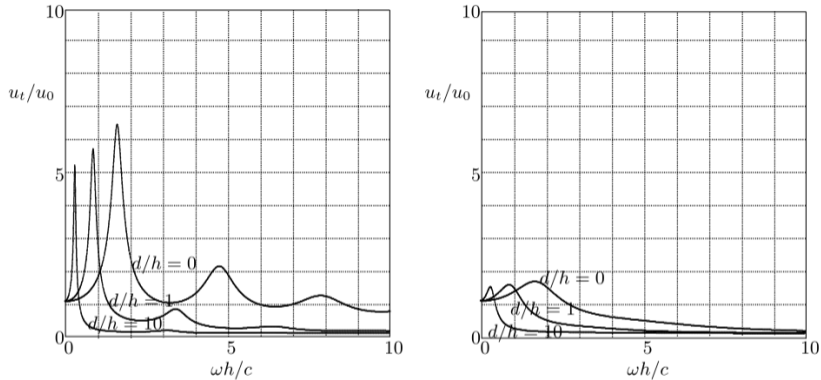 10
u_t/u_0
5
d/h = 0
d/h = 1
d/h = 10
0
0
5
10
ωh/c
10
u_t/u_0
5
d/h = 0
d/h = 1
d/h = 10
0
0
5
10
ωh/c